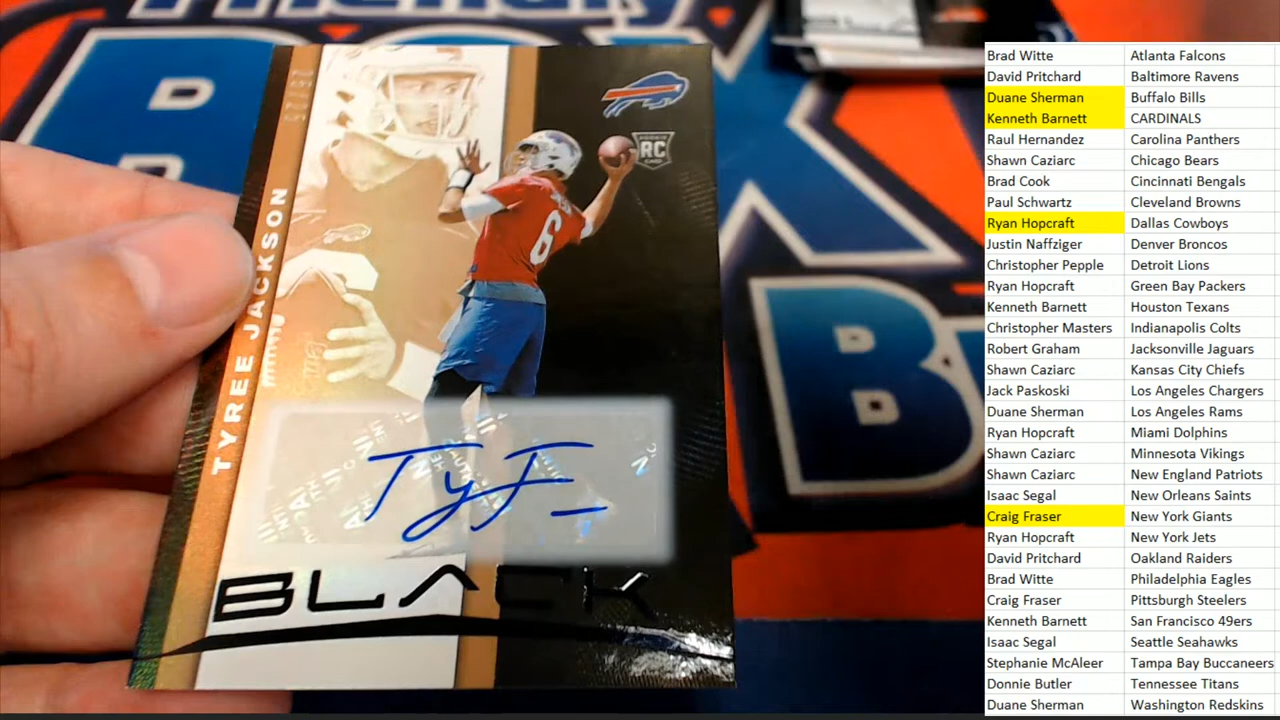 Friendly
TYREE JACKSON
ROOKIE
RC
CARD
6
BLACK
B
Brad Witte Atlanta Falcons
David Pritchard Baltimore Ravens
Duane Sherman Buffalo Bills
Kenneth Barnett CARDINALS
Raul Hernandez Carolina Panthers
Shawn Caziarc Chicago Bears
Brad Cook Cincinnati Bengals
Paul Schwartz Cleveland Browns
Ryan Hopcraft Dallas Cowboys
Justin Naffziger Denver Broncos
Christopher Pepple Detroit Lions
Ryan Hopcraft Green Bay Packers
Kenneth Barnett Houston Texans
Christopher Masters Indianapolis Colts
Robert Graham Jacksonville Jaguars
Shawn Caziarc Kansas City Chiefs
Jack Paskoski Los Angeles Chargers
Duane Sherman Los Angeles Rams
Ryan Hopcraft Miami Dolphins
Shawn Caziarc Minnesota Vikings
Shawn Caziarc New England Patriots
Isaac Segal New Orleans Saints
Craig Fraser New York Giants
Ryan Hopcraft New York Jets
David Pritchard Oakland Raiders
Brad Witte Philadelphia Eagles
Craig Fraser Pittsburgh Steelers
Kenneth Barnett San Francisco 49ers
Isaac Segal Seattle Seahawks
Stephanie McAleer Tampa Bay Buccaneers
Donnie Butler Tennessee Titans
Duane Sherman Washington Redskins